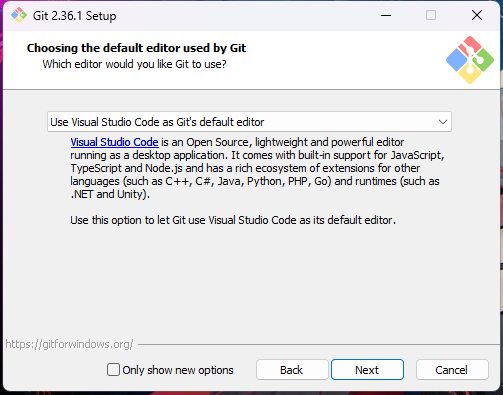 Git 2.36.1 Setup
Choosing the default editor used by Git
Which editor would you like Git to use?
Use Visual Studio Code as Git's default editor
Visual Studio Code is an Open Source, lightweight and powerful editor
running as a desktop application. It comes with built-in support for JavaScript,
TypeScript and Node.js and has a rich ecosystem of extensions for other
languages (such as C++, C#, Java, Python, PHP, Go) and runtimes (such as
.NET and Unity).
Use this option to let Git use Visual Studio Code as its default editor.
https://gitforwindows.org/
Only show new options
Back
Next
Cancel